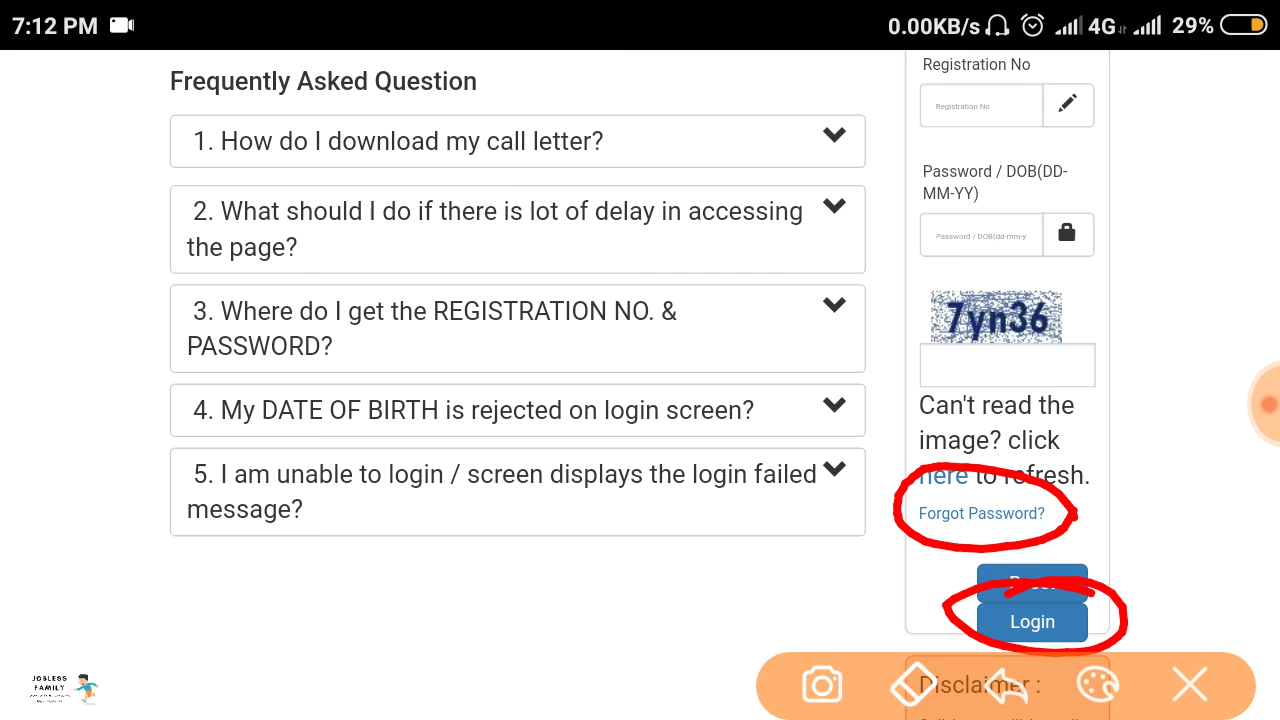 7:12 PM
0.00KB/s 4G 29%
Frequently Asked Question
1. How do I download my call letter?
2. What should I do if there is lot of delay in accessing
the page?
3. Where do I get the REGISTRATION NO. &
PASSWORD?
4. My DATE OF BIRTH is rejected on login screen?
5. I am unable to login / screen displays the login failed
message?
Registration No
Registration No
Password / DOB(DD-
MM-YY)
Password / DOB(dd-mm-y
7yn36
Can't read the
image? click
here to refresh.
Forgot Password?
Login
Disclaimer :
JOBLESS
FAMILY